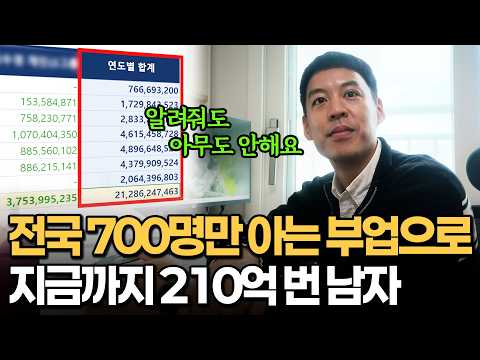 연도별 합계
- 766,693,200
153,584,871 1,729,842,523
758,230,771 2,833,
1,070,404,350 4,615,458,728
885,560,102 4,896,648,5
886,215,141 4,379,909,524
- 2,064,396,803
3,753,995,235 21,286,247,463
알려줘도
아무도 안해요
전국 700명만 아는 부업으로
지금까지 210억 번 남자